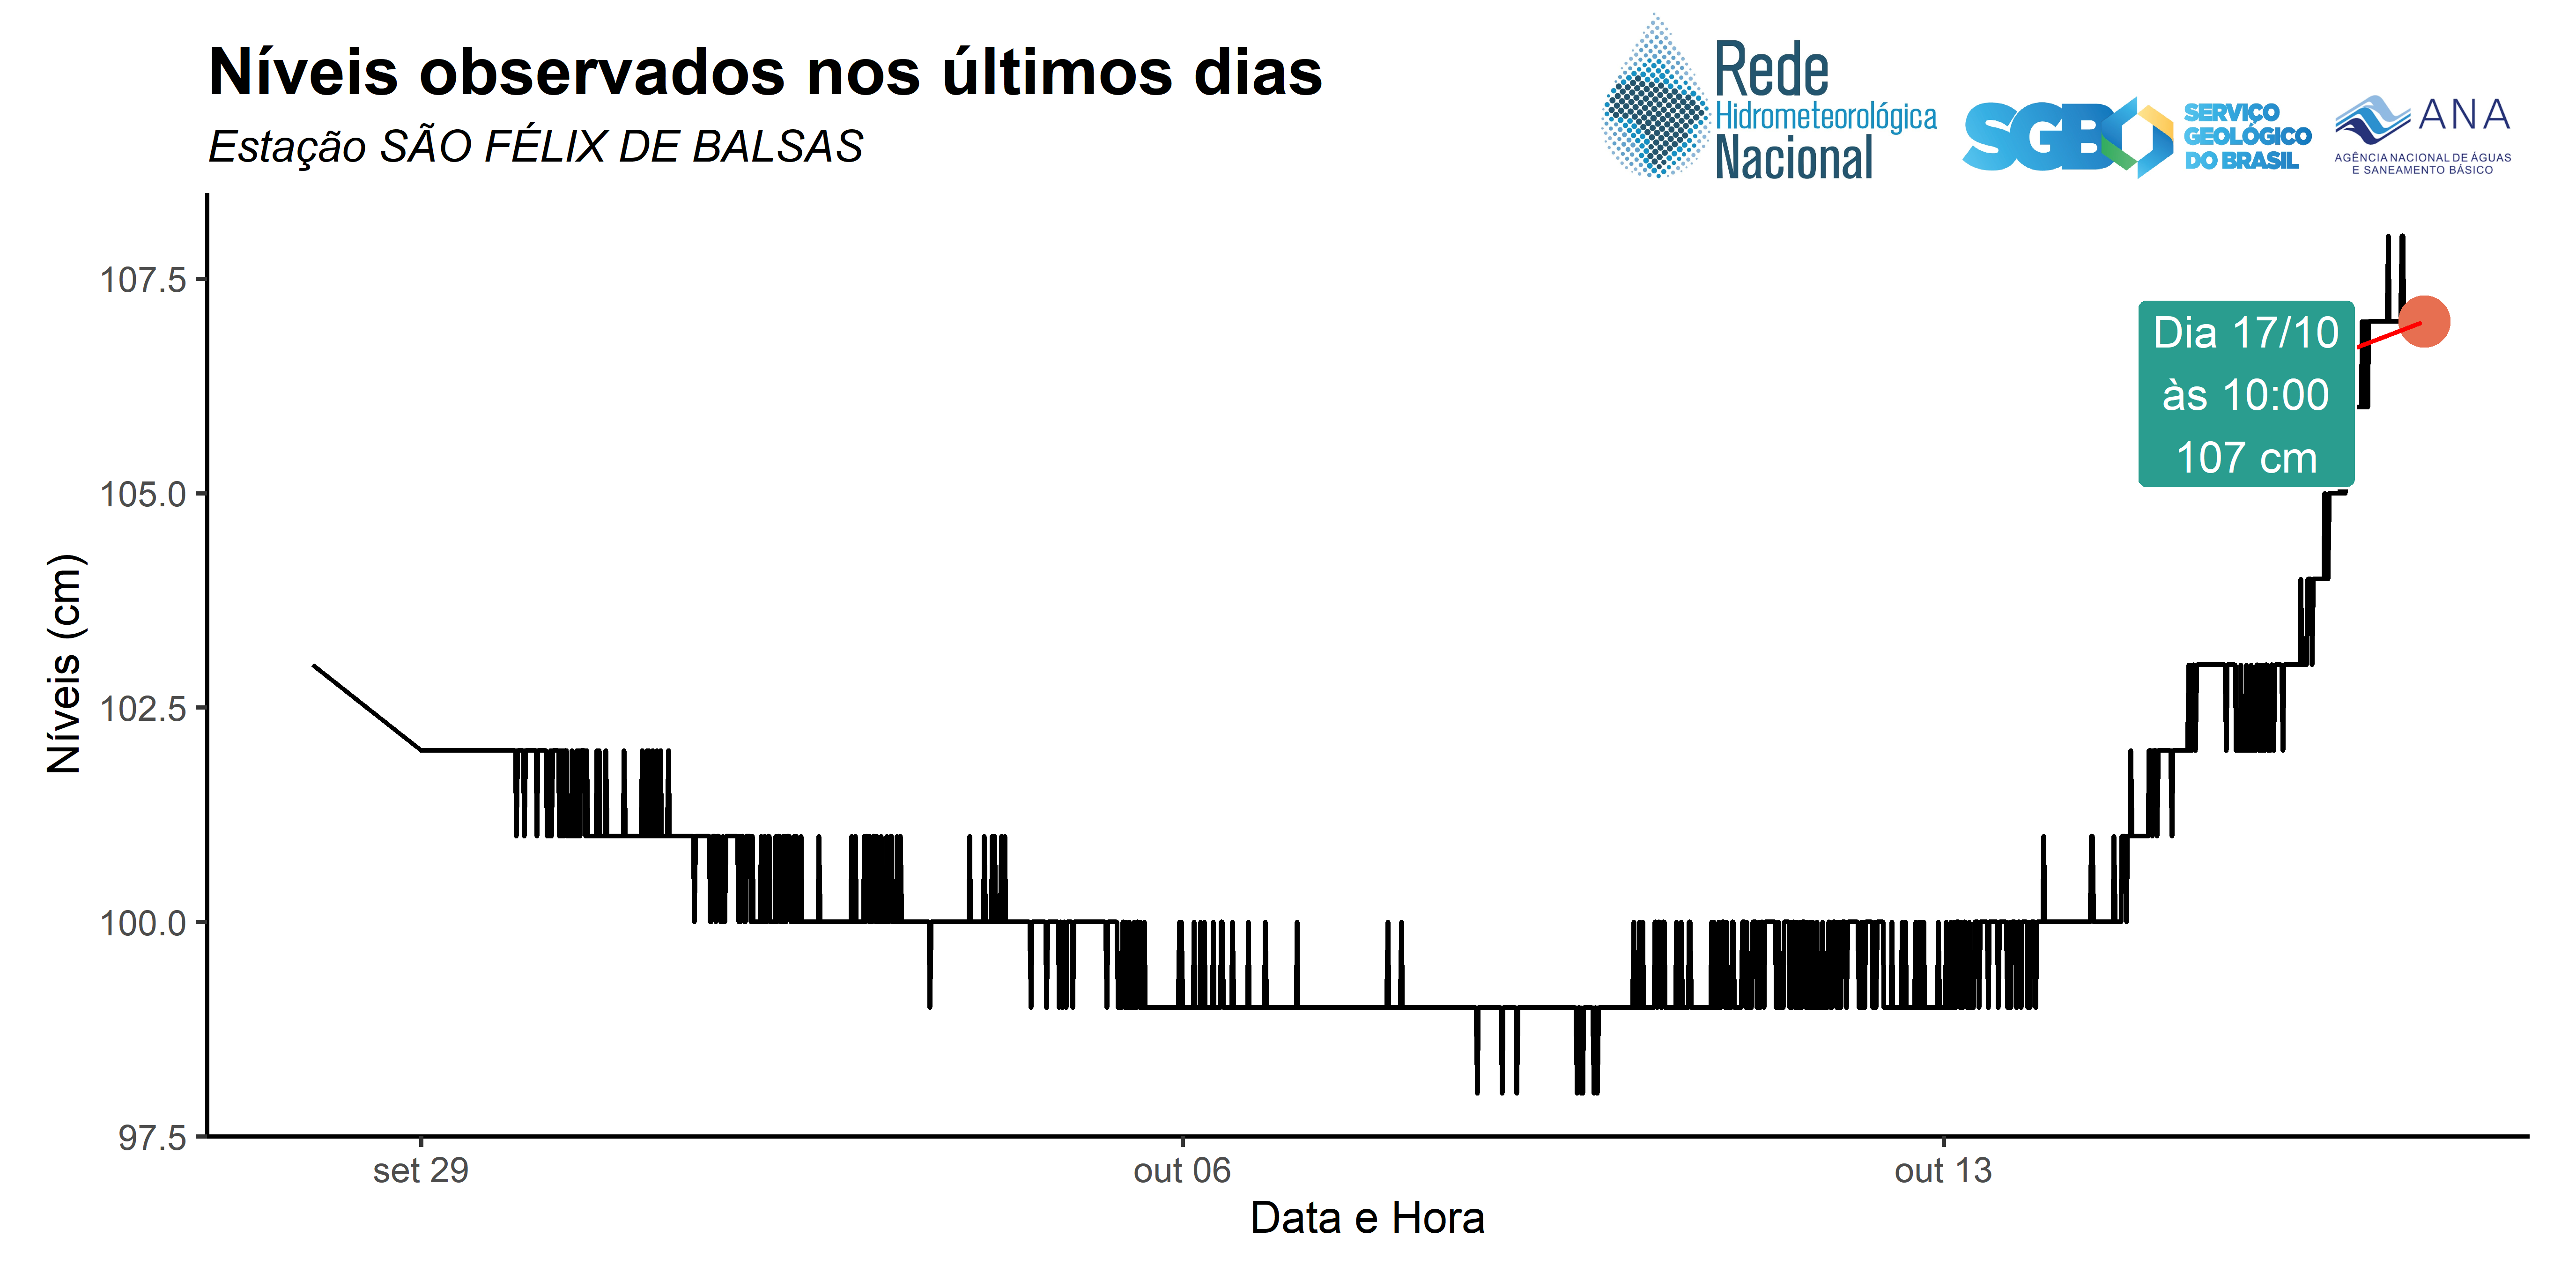 Níveis observados nos últimos dias
Estação SÃO FÉLIX DE BALSAS
Rede
Hidrometeorológica
Nacional
SGB
SERVIÇO
GEOLÓGICO
DO BRASIL
ANA
AGÊNCIA NACIONAL DE ÁGUAS
E SANEAMENTO BÁSICO
107.5
105.0
102.5
100.0
97.5
Níveis (cm)
Dia 17/10
às 10:00
107 cm
set 29
out 06
out 13
Data e Hora